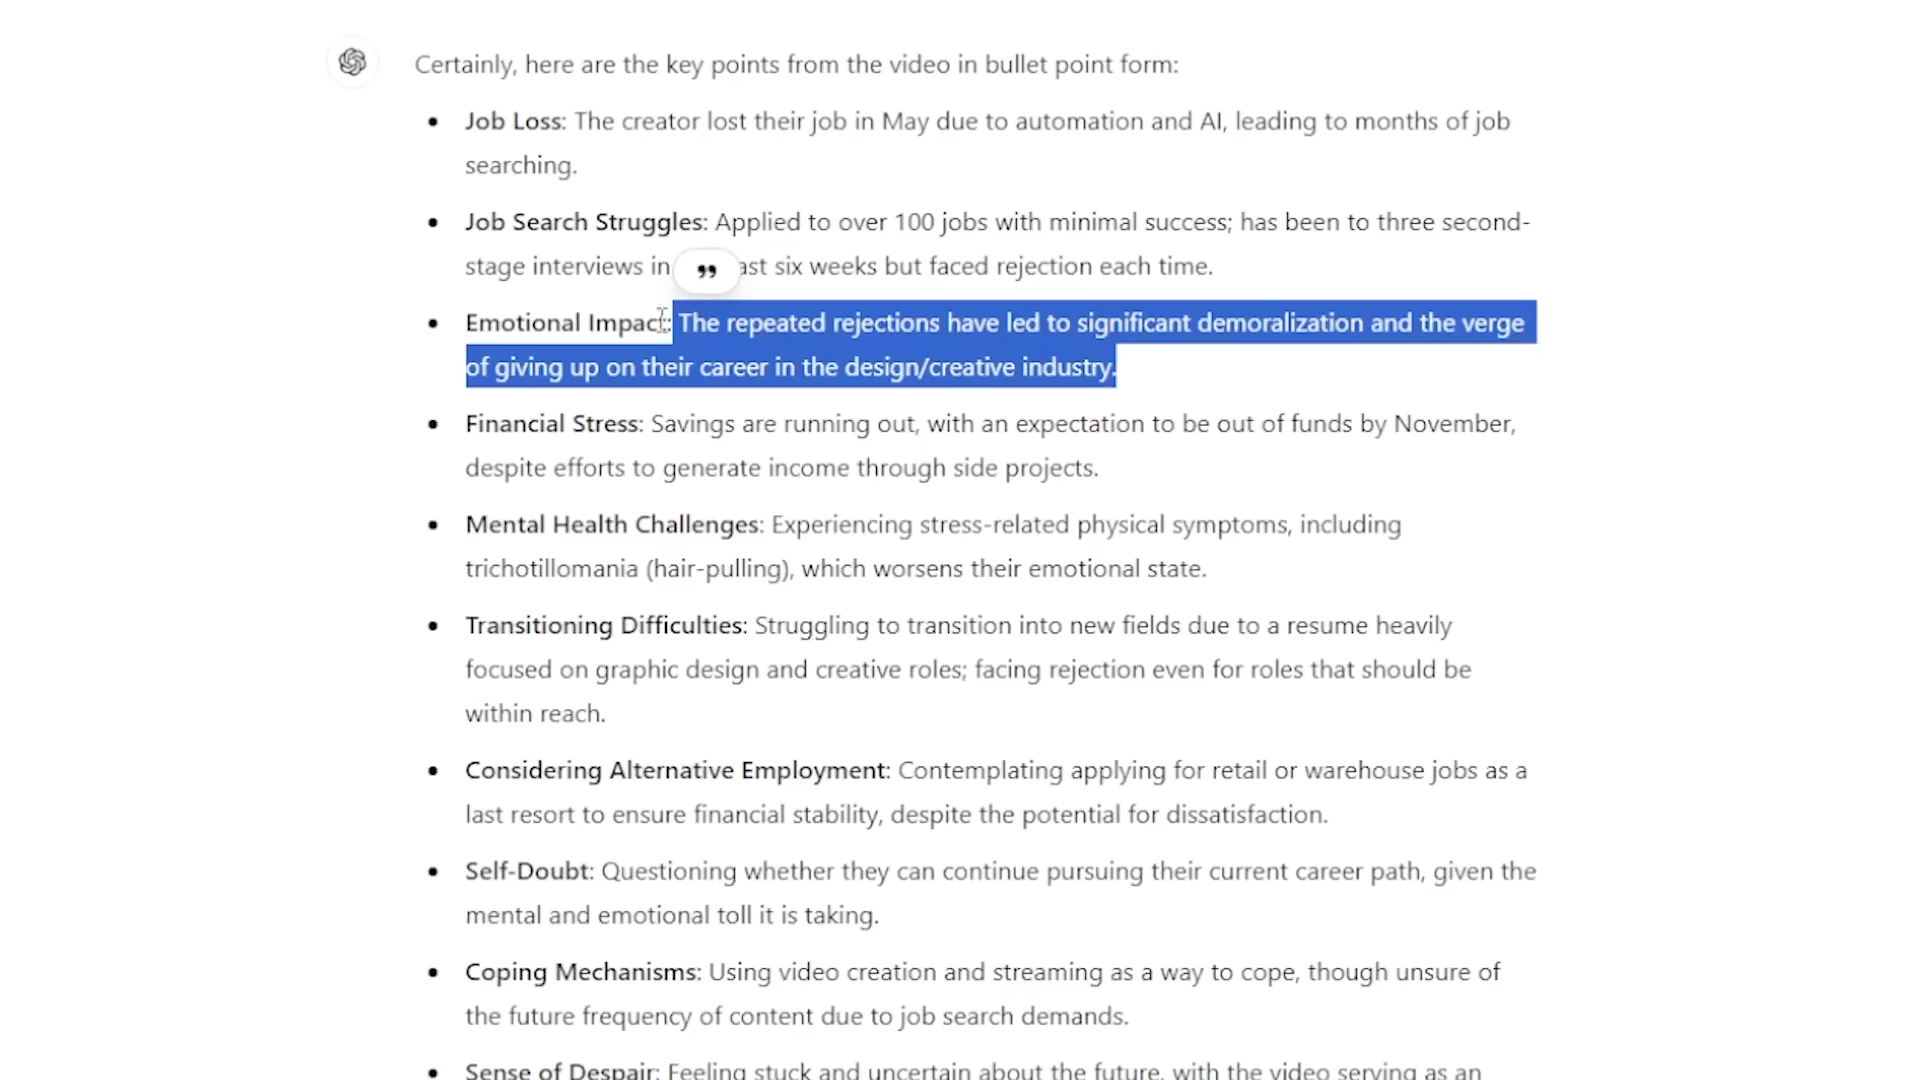 Certainly, here are the key points from the video in bullet point form:
• Job Loss: The creator lost their job in May due to automation and AI, leading to months of job
searching.
• Job Search Struggles: Applied to over 100 jobs with minimal success; has been to three second-
stage interviews in ast six weeks but faced rejection each time.
• Emotional Impact: The repeated rejections have led to significant demoralization and the verge
of giving up on their career in the design/creative industry.
• Financial Stress: Savings are running out, with an expectation to be out of funds by November,
despite efforts to generate income through side projects.
• Mental Health Challenges: Experiencing stress-related physical symptoms, including
trichotillomania (hair-pulling), which worsens their emotional state.
• Transitioning Difficulties: Struggling to transition into new fields due to a resume heavily
focused on graphic design and creative roles; facing rejection even for roles that should be
within reach.
• Considering Alternative Employment: Contemplating applying for retail or warehouse jobs as a
last resort to ensure financial stability, despite the potential for dissatisfaction.
• Self-Doubt: Questioning whether they can continue pursuing their current career path, given the
mental and emotional toll it is taking.
• Coping Mechanisms: Using video creation and streaming as a way to cope, though unsure of
the future frequency of content due to job search demands.
• Sense of Despair: Feeling stuck and uncertain about the future, with the video serving as an